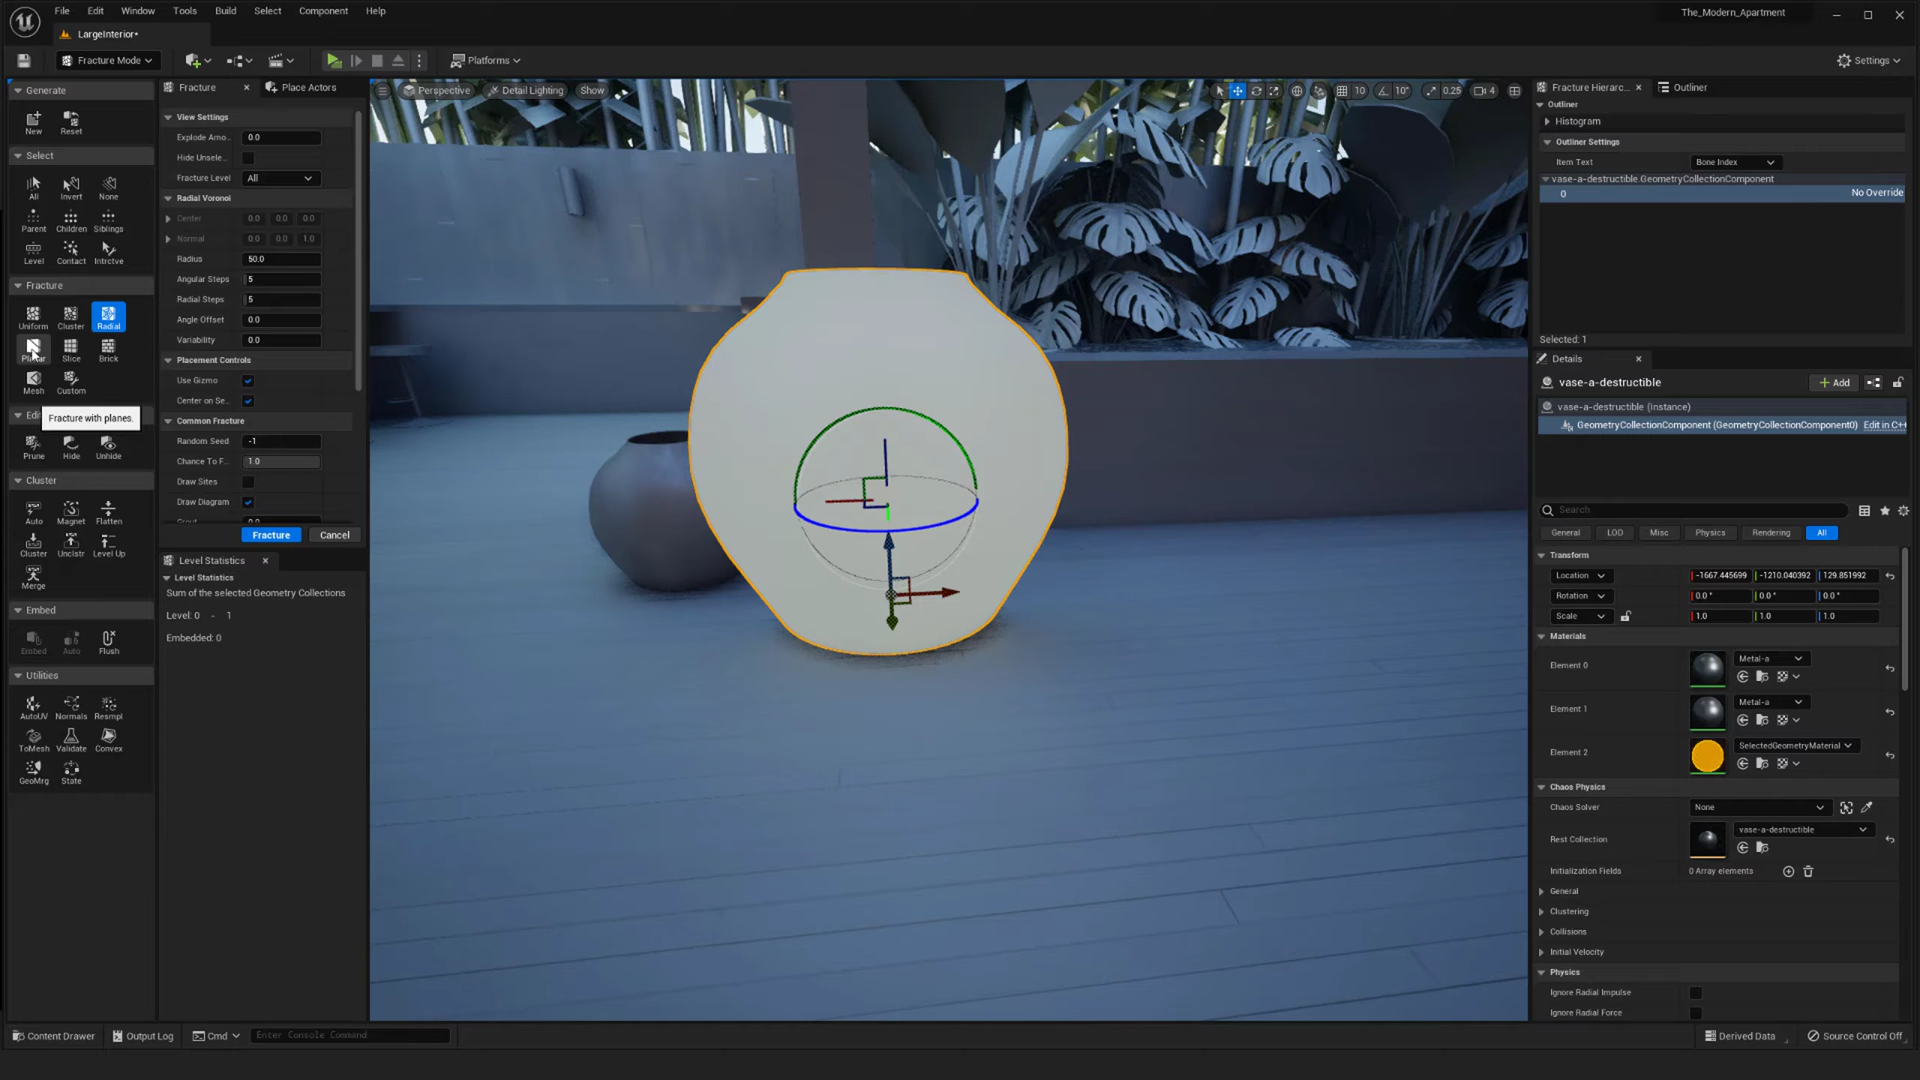 File Edit Window Tools Build Select Component Help
The_Modern_Apartment
LargeInterior•
Fracture Mode
Platforms
Settings
Generate
New Reset
Select
All Invert None
Parent Children Siblings
Level Contact Intrctve
Fracture
Uniform Cluster Radial
Slice Brick
Mesh Custom
Fracture with planes.
Prune Hide Unhide
Cluster
Auto Magnet Flatten
Cluster Unclstr Level Up
Merge
Embed
Embed Auto Flush
Utilities
AutoUV Normals Resmpl
ToMesh Validate Convex
GeoMrg State
Fracture Place Actors
View Settings
Explode Amo... 0.0
Hide Unsele...
Fracture Level All
Radial Voronoi
Center 0.0 0.0 0.0
Normal 0.0 0.0 1.0
Radius 50.0
Angular Steps 5
Radial Steps 5
Angle Offset 0.0
Variability 0.0
Placement Controls
Use Gizmo
Center on Se...
Common Fracture
Random Seed -1
Chance To F... 1.0
Draw Sites
Draw Diagram
Fracture Cancel
Level Statistics
Level Statistics
Sum of the selected Geometry Collections
Level: 0 - 1
Embedded: 0
Perspective Detail Lighting Show
10 10° 0.25 4
Fracture Hierarc... Outliner
Outliner
Histogram
Outliner Settings
Item Text Bone Index
vase-a-destructible.GeometryCollectionComponent
0 No Override
Selected: 1
Details
vase-a-destructible
Add
vase-a-destructible (Instance)
GeometryCollectionComponent (GeometryCollectionComponent0) Edit in C++
Search
General LOD Misc Physics Rendering All
Transform
Location -1667.445699 -1210.040392 129.851992
Rotation 0.0 ° 0.0 ° 0.0 °
Scale 1.0 1.0 1.0
Materials
Element 0 Metal-a
Element 1 Metal-a
Element 2 SelectedGeometryMaterial
Chaos Physics
Chaos Solver None
Rest Collection vase-a-destructible
Initialization Fields 0 Array elements
General
Clustering
Collisions
Initial Velocity
Physics
Ignore Radial Impulse
Ignore Radial Force
Content Drawer Output Log Cmd Enter Console Command
Derived Data Source Control Off